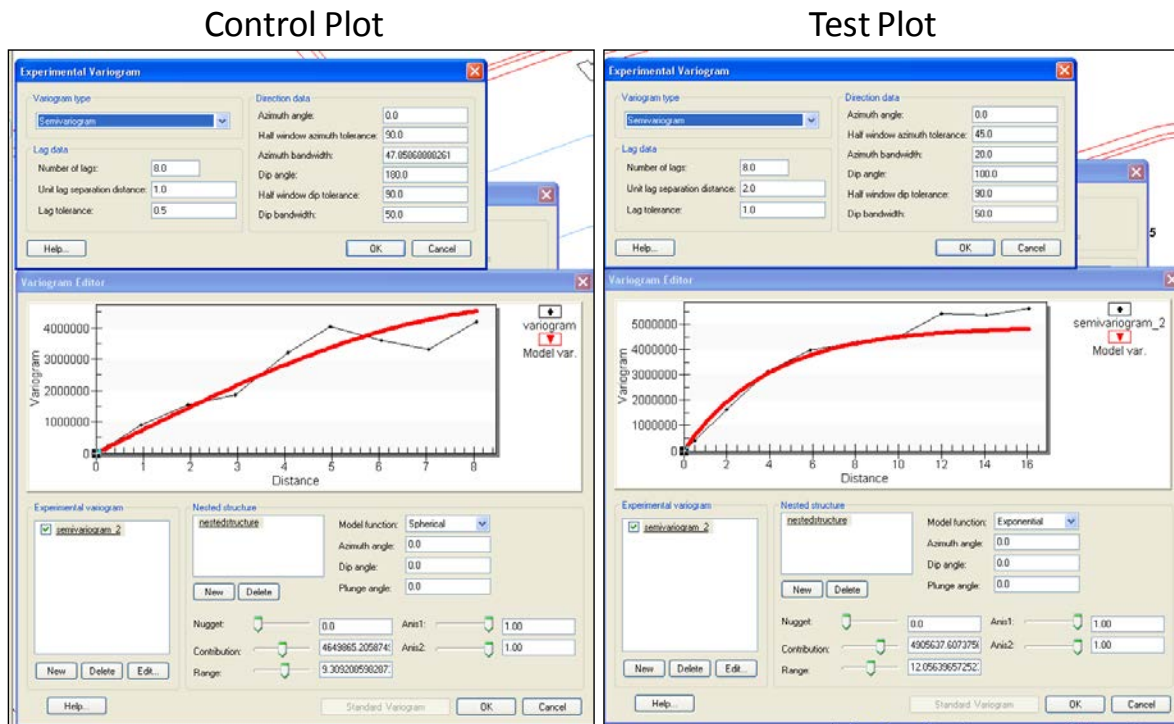 Control Plot
Experimental Variogram
Variogram type
Semivariogram
Lag data
Number of lags: 8.0
Unit lag separation distance: 1.0
Lag tolerance: 0.5
Direction data
Azimuth angle: 0.0
Half window azimuth tolerance: 90.0
Azimuth bandwidth: 47.05060000261
Dip angle: 180.0
Half window dip tolerance: 90.0
Dip bandwidth: 50.0
Help... OK Cancel
Variogram Editor
Variogram
4000000
3000000
2000000
1000000
0
0 1 2 3 4 5 6 7 8
Distance
variogram
Model var.
Experimental variogram
semivariogram_2
New Delete Edit...
Nested structure
nestedstructure
New Delete
Model function: Spherical
Azimuth angle: 0.0
Dip angle: 0.0
Plunge angle: 0.0
Nugget: 0.0 Anis1: 1.00
Contribution: 4649865.205874 Anis2: 1.00
Range: 9.309200590287
Help... Standard Variogram OK Cancel
Test Plot
Experimental Variogram
Variogram type
Semivariogram
Lag data
Number of lags: 8.0
Unit lag separation distance: 2.0
Lag tolerance: 1.0
Direction data
Azimuth angle: 0.0
Half window azimuth tolerance: 45.0
Azimuth bandwidth: 20.0
Dip angle: 100.0
Half window dip tolerance: 90.0
Dip bandwidth: 50.0
Help... OK Cancel
5
Variogram Editor
Variogram
5000000
4000000
3000000
2000000
1000000
0
0 2 4 6 8 10 12 14 16
Distance
semivariogram_2
Model var.
Experimental variogram
semivariogram_2
New Delete Edit...
Nested structure
nestedstructure
New Delete
Model function: Exponential
Azimuth angle: 0.0
Dip angle: 0.0
Plunge angle: 0.0
Nugget: 0.0 Anis1: 1.00
Contribution: 4905637.607375 Anis2: 1.00
Range: 12.0563965725
Help... Standard Variogram OK Cancel